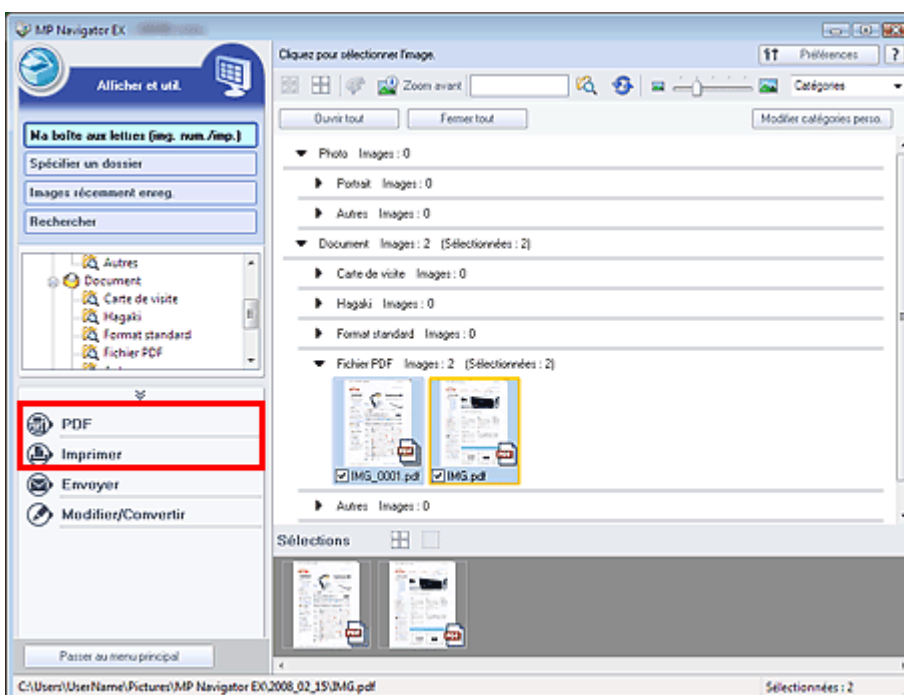 MP Navigator EX
Afficher et util.
Cliquez pour sélectionner l'image.
Préférences
?
Zoom avant
Catégories
Ouvrir tout
Fermer tout
Modifier catégories perso.
Ma boîte aux lettres (img. num./imp.)
Spécifier un dossier
Images récemment enreg.
Rechercher
Autres
Document
Carte de visite
Hagaki
Format standard
Fichier PDF
PDF
Imprimer
Envoyer
Modifier/Convertir
Passer au menu principal
Photo Images : 0
Portrait Images : 0
Autres Images : 0
Document Images : 2 (Sélectionnées : 2)
Carte de visite Images : 0
Hagaki Images : 0
Format standard Images : 0
Fichier PDF Images : 2 (Sélectionnées : 2)
PDF
PDF
IMG_0001.pdf
IMG.pdf
Autres Images : 0
Sélections
PDF
PDF
C:\Users\UserName\Pictures\MP Navigator EX\2008_02_15\IMG.pdf
Sélectionnées : 2